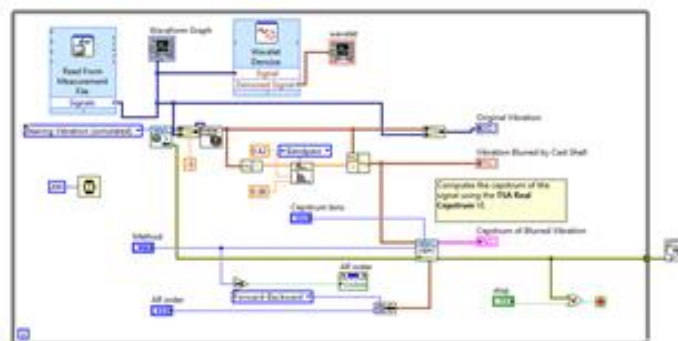 Waveform Graph
wavelet
Read From
Measurement
File
Signals
Wavelet
Denoise
Signal
Denoised Signal
Original Vibration
Bearing Vibration (simulated)
Bandpass
Vibration Blurred by Cast Shell
Computes the cepstrum of the
signal using the TSA Real
Cepstrum VI.
Cepstrum bins
Cepstrum of Blurred Vibration
Method
AR order
AR order
Forward-Backward
stop